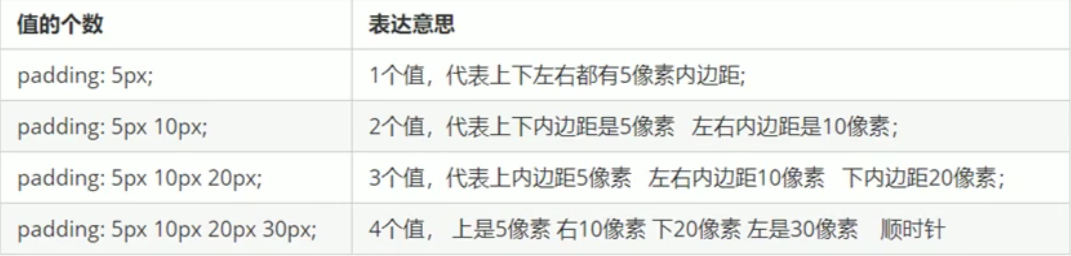 值的个数 表达意思
padding: 5px; 1个值，代表上下左右都有5像素内边距;
padding: 5px 10px; 2个值，代表上下内边距是5像素 左右内边距是10像素；
padding: 5px 10px 20px; 3个值，代表上内边距5像素 左右内边距10像素 下内边距20像素；
padding: 5px 10px 20px 30px; 4个值， 上是5像素 右10像素 下20像素 左是30像素 顺时针